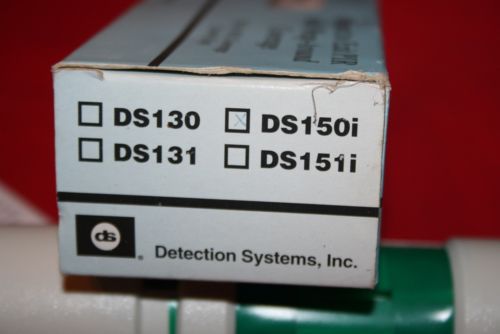 DS130 DS150i
DS131 DS151i
ds
Detection Systems, Inc.